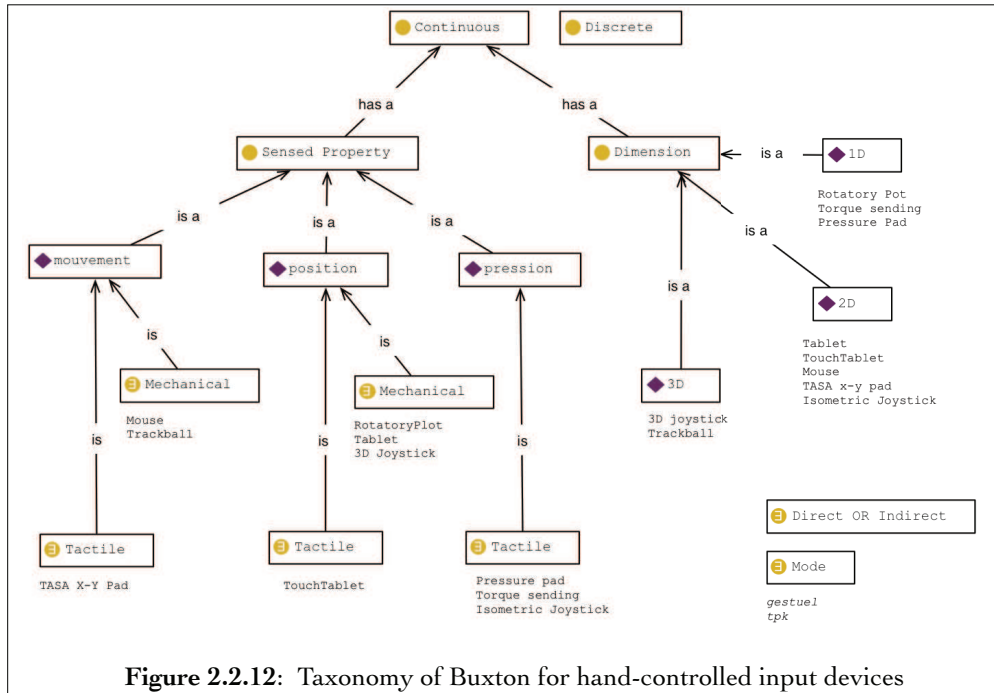 Continuous
Discrete
has a
has a
Sensed Property
Dimension
is a
1D
Rotatory Pot
Torque sending
Pressure Pad
is a
is a
is a
is a
mouvement
position
pression
is a
2D
Tablet
TouchTablet
Mouse
TASA x-y pad
Isometric Joystick
is
is
Mechanical
Mouse
Trackball
Mechanical
RotatoryPlot
Tablet
3D Joystick
3D
3D joystick
Trackball
is
is
is
Direct OR Indirect
Tactile
TASA X-Y Pad
Tactile
TouchTablet
Tactile
Pressure pad
Torque sending
Isometric Joystick
Mode
gestuel
tpk
Figure 2.2.12: Taxonomy of Buxton for hand-controlled input devices